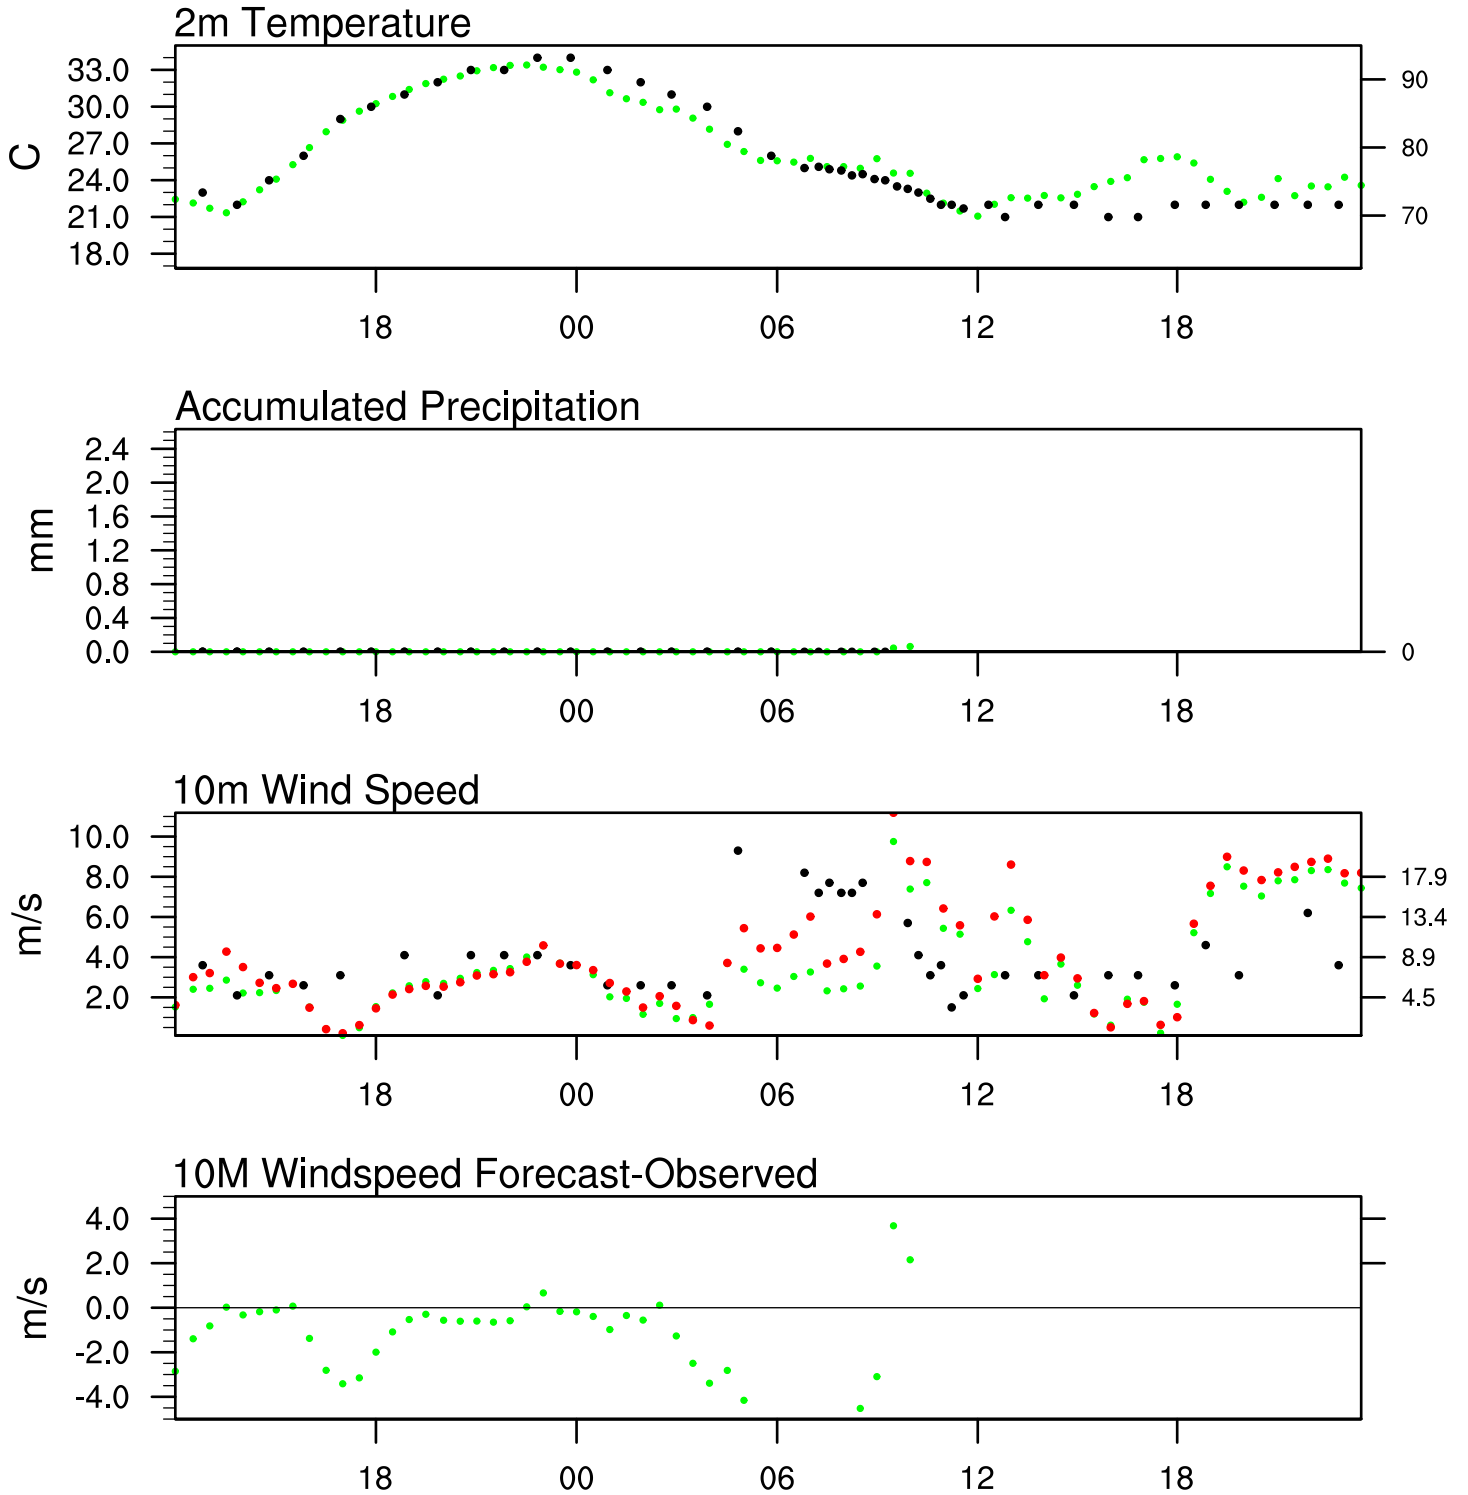 2m Temperature
33.0
30.0
27.0
24.0
21.0
18.0
C
90
80
70
18 00 06 12 18
Accumulated Precipitation
2.4
2.0
1.6
1.2
0.8
0.4
0.0
mm
0
18 00 06 12 18
10m Wind Speed
10.0
8.0
6.0
4.0
2.0
m/s
17.9
13.4
8.9
4.5
18 00 06 12 18
10M Windspeed Forecast-Observed
4.0
2.0
0.0
-2.0
-4.0
m/s
18 00 06 12 18